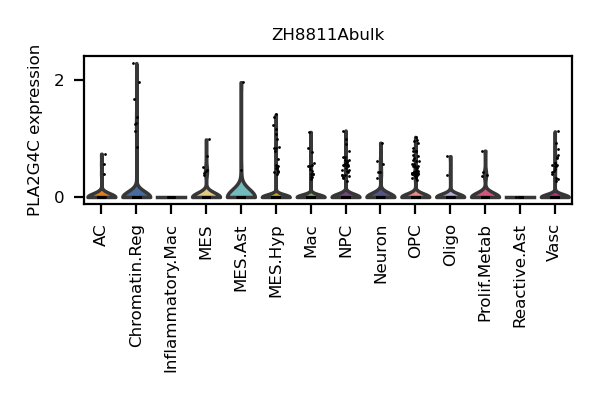 ZH8811Abulk
PLA2G4C expression
2
0
AC
Chromatin.Reg
Inflammatory.Mac
MES
MES.Ast
MES.Hyp
Mac
NPC
Neuron
OPC
Oligo
Prolif.Metab
Reactive.Ast
Vasc